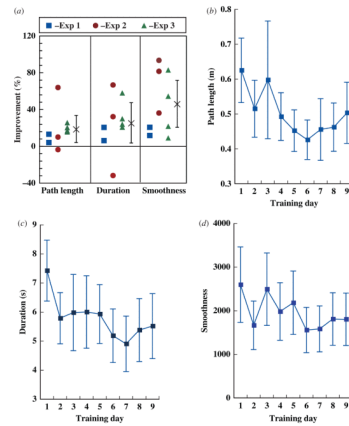 (a)
–Exp 1 –Exp 2 –Exp 3
120
80
40
0
–40
Improvement (%)
Path length Duration Smoothness
(b)
0.8
0.7
0.6
0.5
0.4
0.3
Path length (m)
1 2 3 4 5 6 7 8 9
Training day
(c)
9
8
7
6
5
4
3
Duration (s)
1 2 3 4 5 6 7 8 9
Training day
(d)
4000
3000
2000
1000
0
Smoothness
1 2 3 4 5 6 7 8 9
Training day